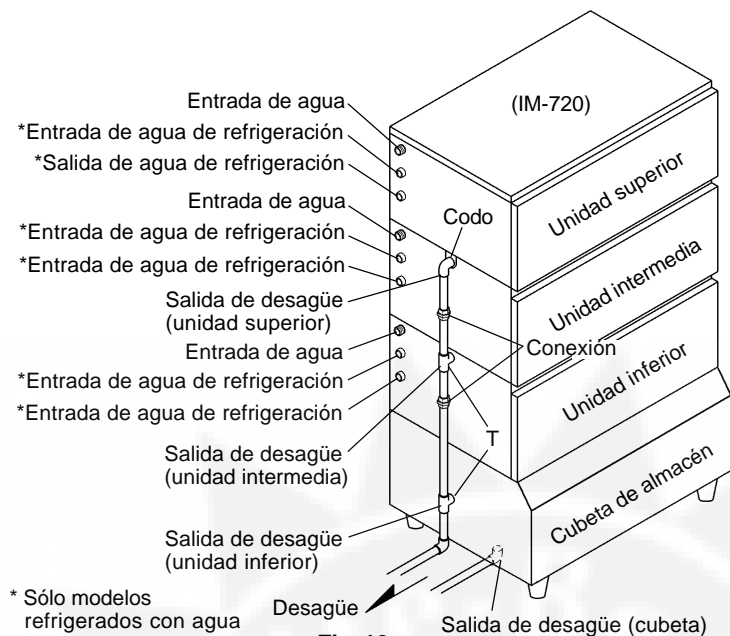 Entrada de agua
*Entrada de agua de refrigeración
*Salida de agua de refrigeración
Entrada de agua
*Entrada de agua de refrigeración
*Entrada de agua de refrigeración
Salida de desagüe
(unidad superior)
Entrada de agua
*Entrada de agua de refrigeración
*Entrada de agua de refrigeración
Salida de desagüe
(unidad intermedia)
Salida de desagüe
(unidad inferior)
* Sólo modelos
refrigerados con agua
Desagüe
Salida de desagüe (cubeta)
(IM-720)
Codo
Unidad superior
Unidad intermedia
Conexión
Unidad inferior
T
Cubeta de almacén